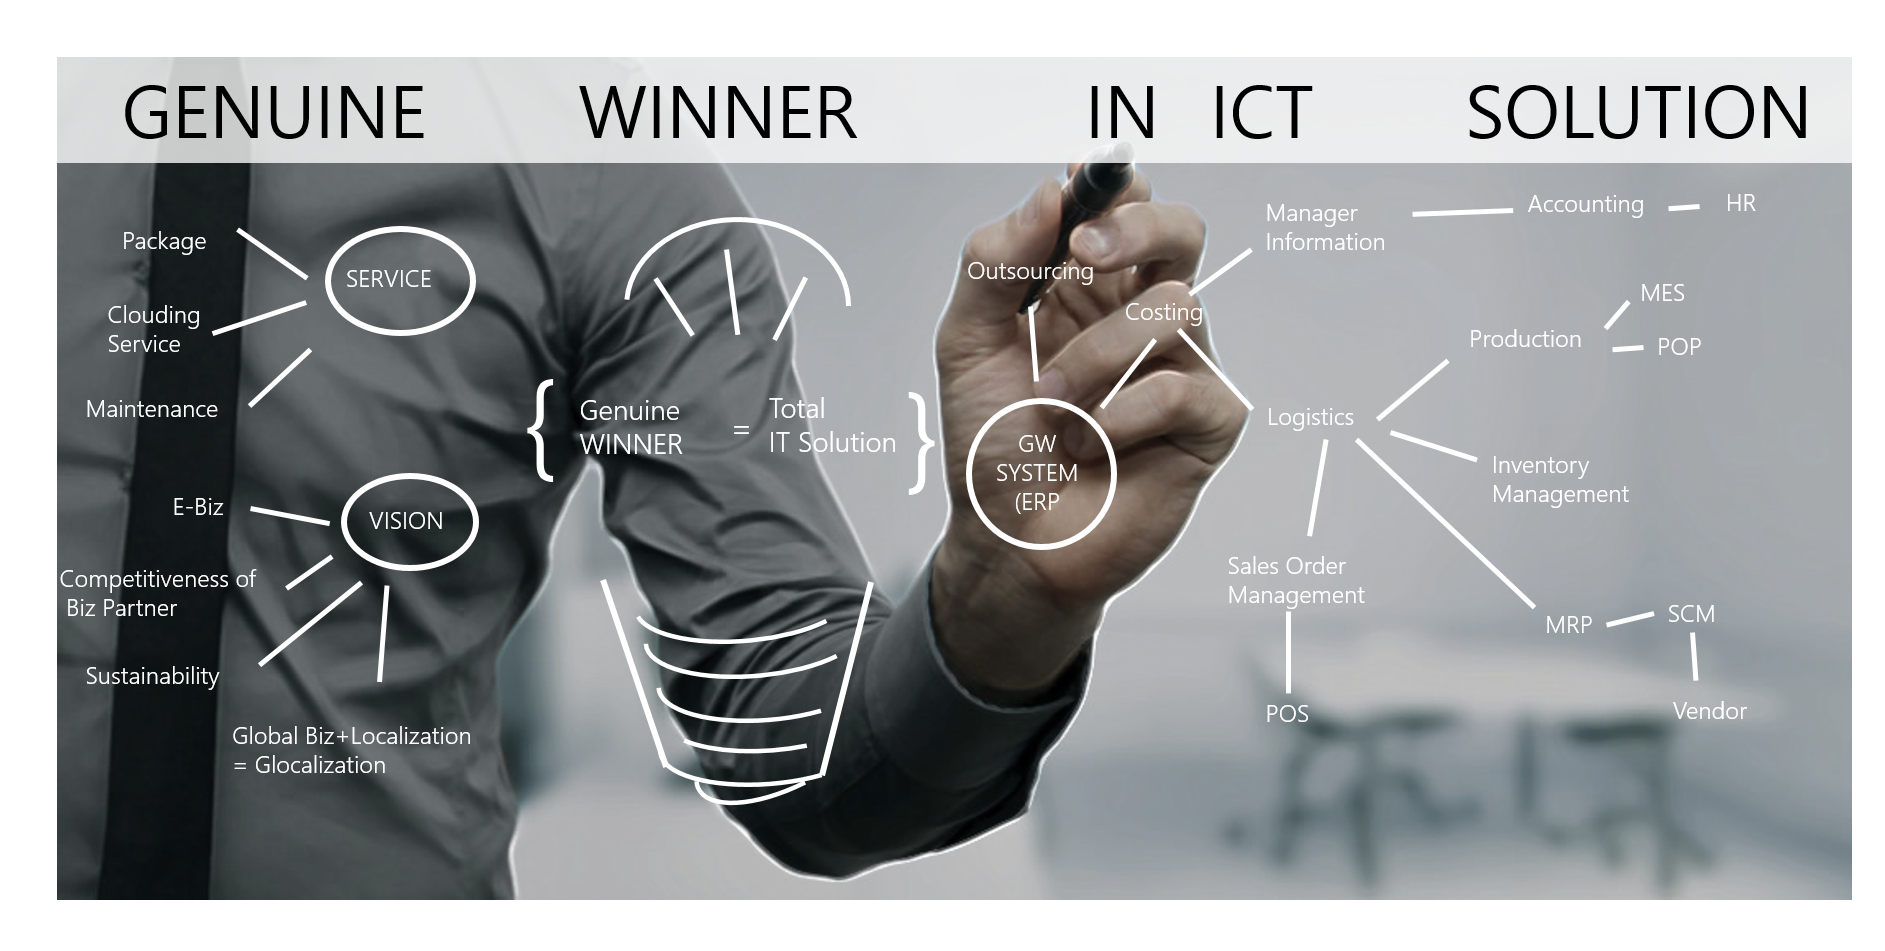 GENUINE WINNER IN ICT SOLUTION
Package
Clouding
Service
Maintenance
SERVICE
E-Biz
Competitiveness of
Biz Partner
Sustainability
Global Biz+Localization
= Glocalization
VISION
{ Genuine
WINNER
=
Total
IT Solution }
Outsourcing
GW
SYSTEM
(ERP
Costing
Manager
Information
Accounting
HR
Logistics
Production
MES
POP
Inventory
Management
Sales Order
Management
POS
MRP
SCM
Vendor